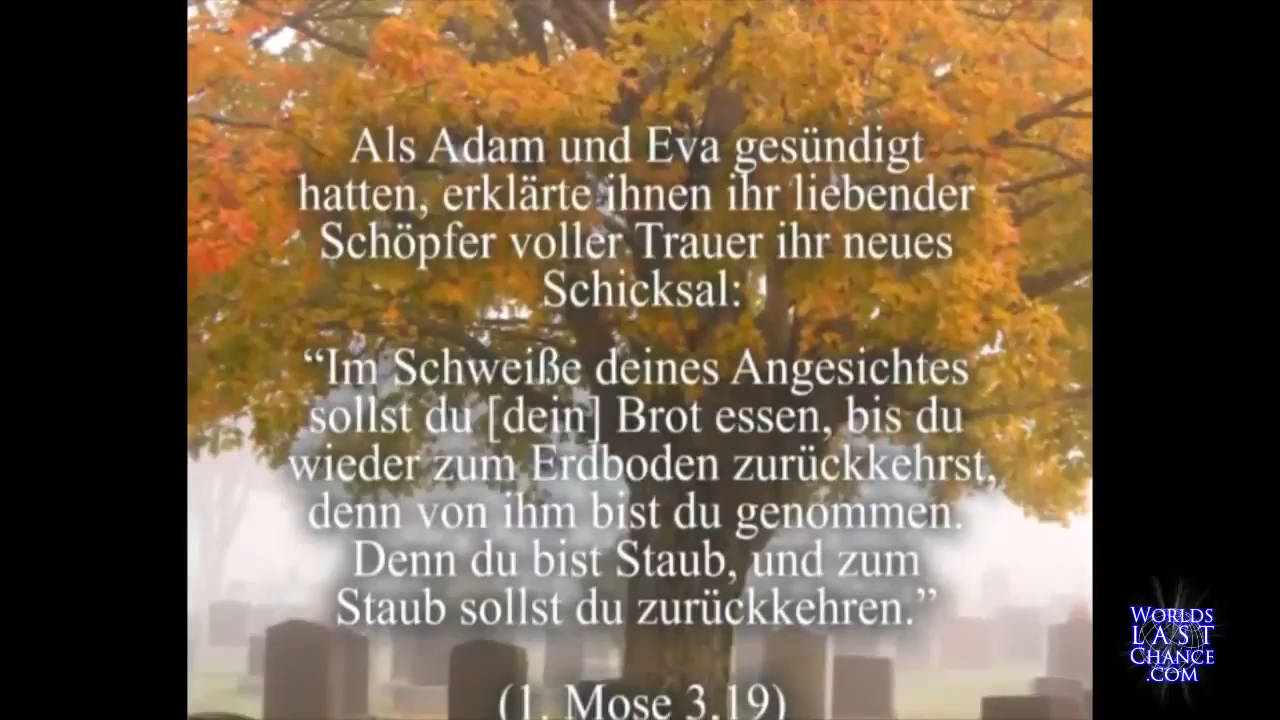 Als Adam und Eva gesündigt
hatten, erklärte ihnen ihr liebender
Schöpfer voller Trauer ihr neues
Schicksal:
“Im Schweiße deines Angesichtes
sollst du [dein] Brot essen, bis du
wieder zum Erdboden zurückkehrst,
denn von ihm bist du genommen.
Denn du bist Staub, und zum
Staub sollst du zurückkehren.”
(1. Mose 3,19)
WORLDS
LAST
CHANCE
.COM